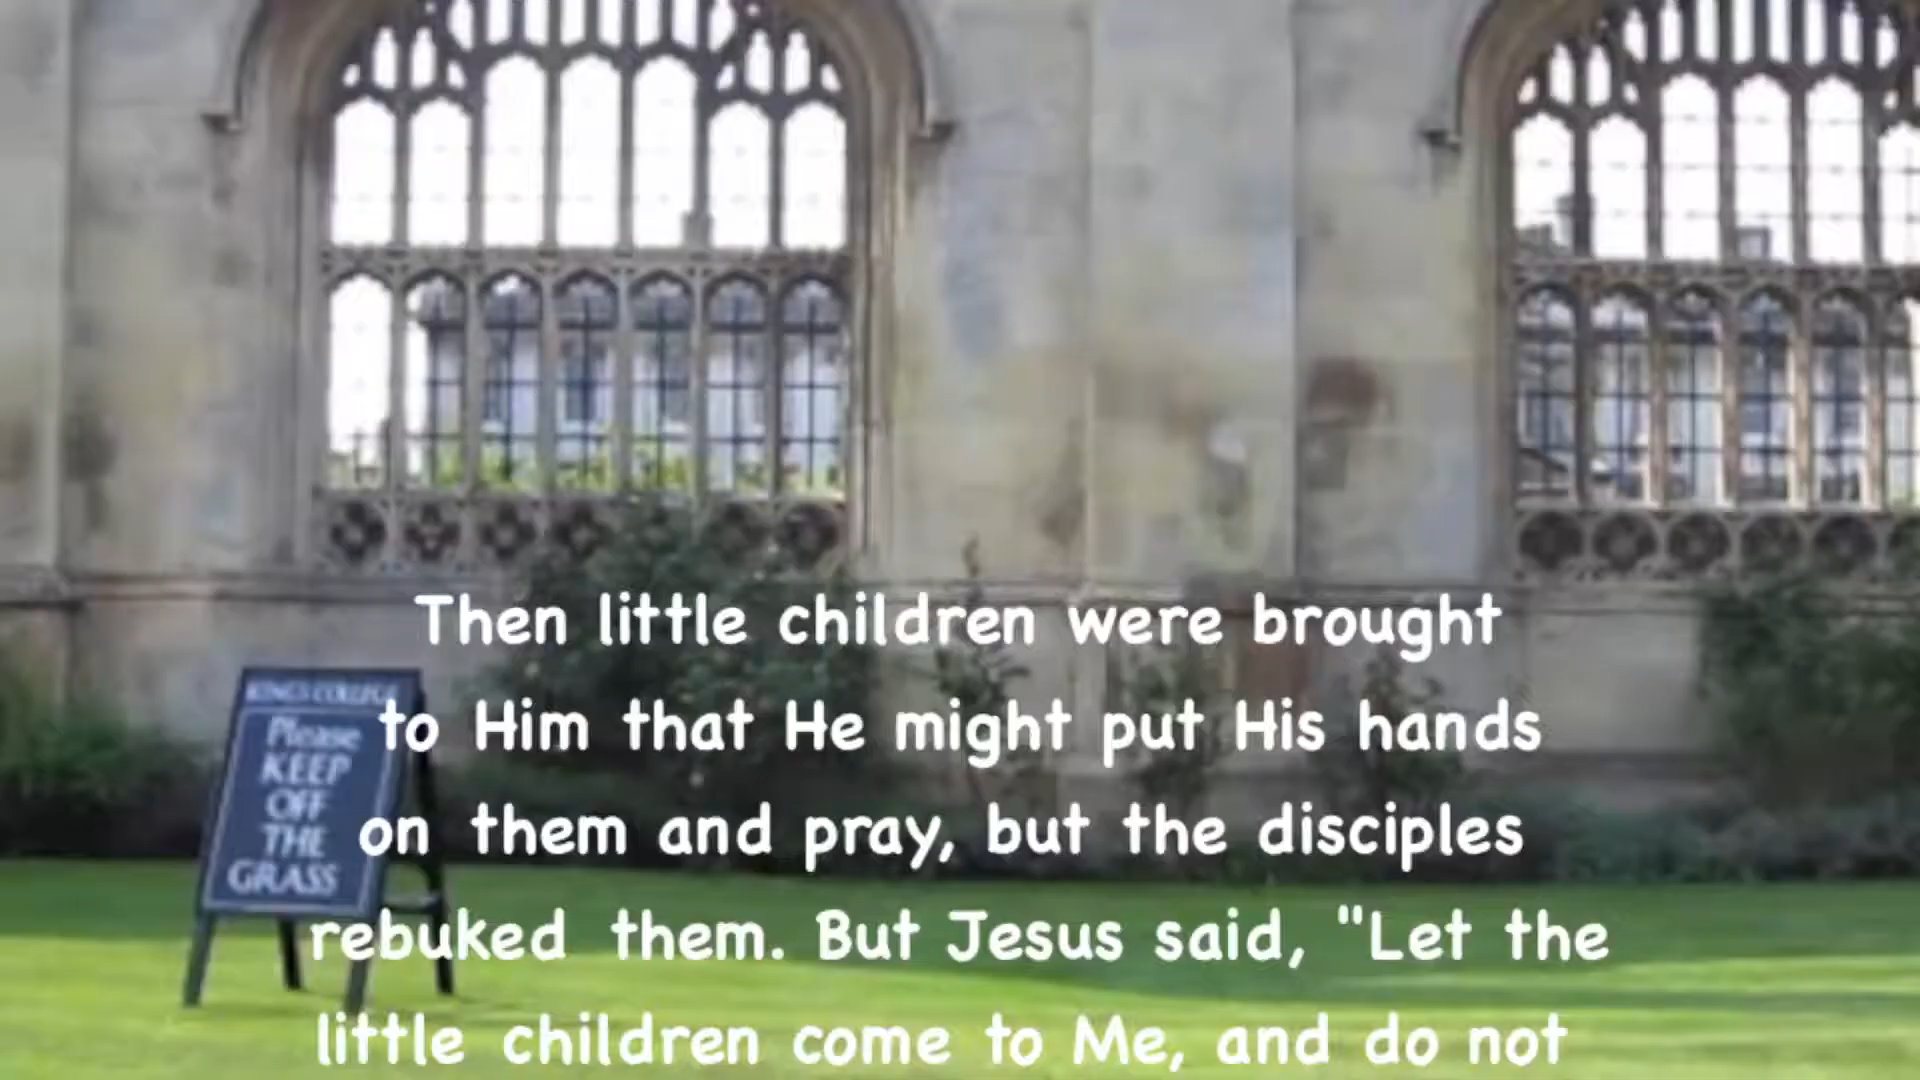 Then little children were brought
to Him that He might put His hands
on them and pray, but the disciples
rebuked them. But Jesus said, "Let the
little children come to Me, and do not
KING'S COLLEGE
Please
KEEP
OFF
THE
GRASS